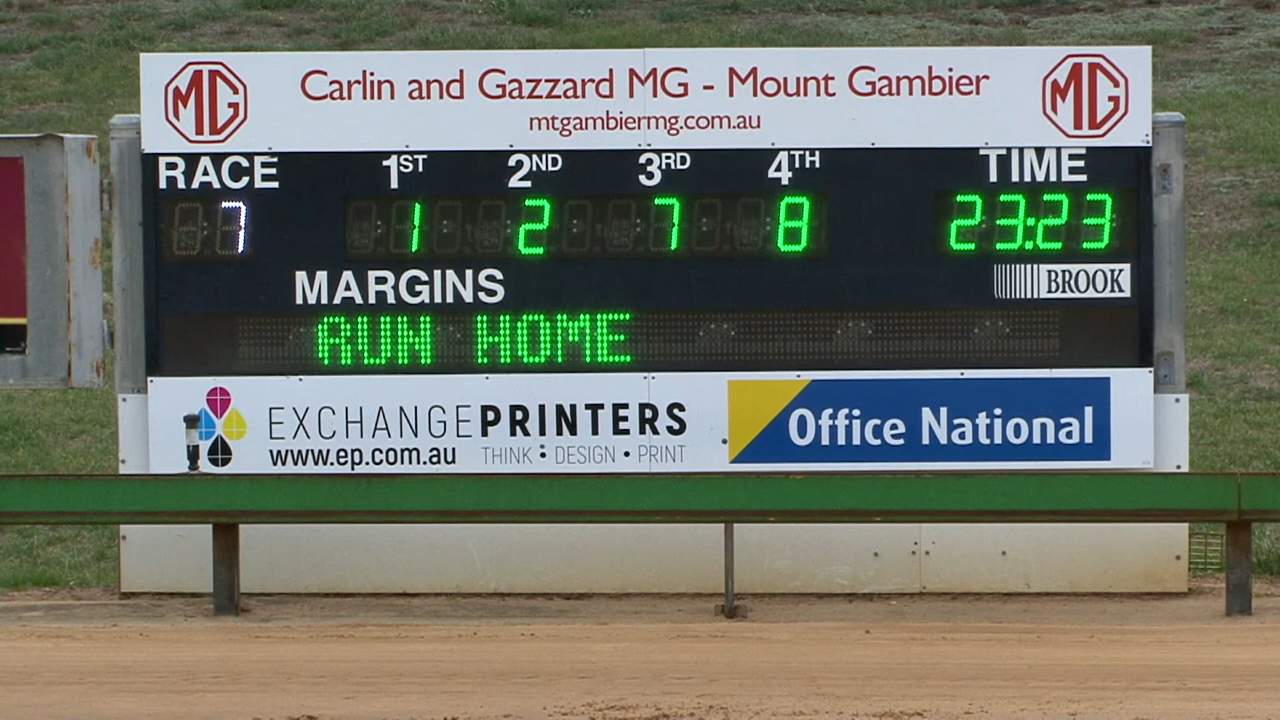 MG Carlin and Gazzard MG - Mount Gambier MG
mtgambiermg.com.au
RACE 1ST 2ND 3RD 4TH TIME
7 1 2 7 8 23:23
MARGINS BROOK
RUN HOME
EXCHANGEPRINTERS Office National
www.ep.com.au THINK • DESIGN • PRINT